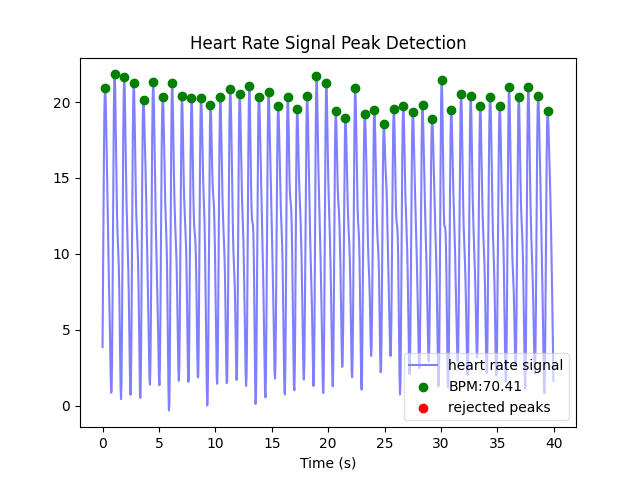 Heart Rate Signal Peak Detection
20
15
10
5
0
heart rate signal
BPM:70.41
rejected peaks
0 5 10 15 20 25 30 35 40
Time (s)